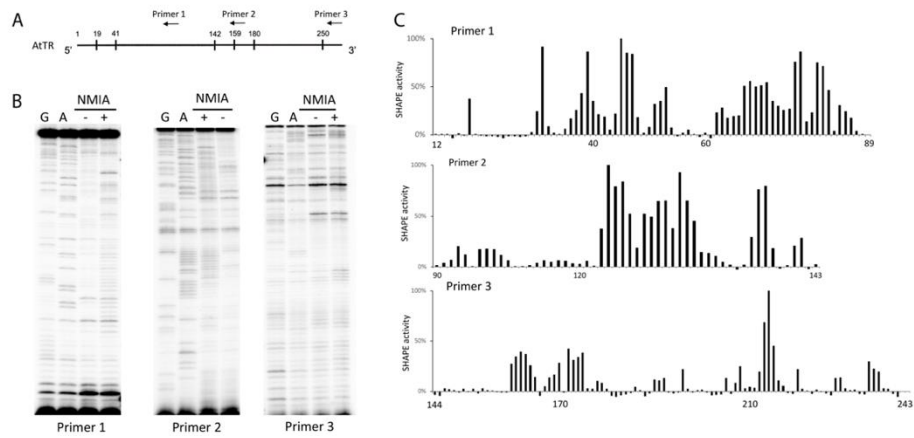 A
Primer 1 Primer 2 Primer 3
1 19 41 142 159 180 250
AtTR 5' 3'
B
NMIA NMIA NMIA
G A - + G A + - G A - +
Primer 1 Primer 2 Primer 3
C
Primer 1
100%
SHAPE activity
50%
0%
12 40 60 89
Primer 2
100%
SHAPE activity
50%
0%
90 120 143
Primer 3
100%
SHAPE activity
50%
0%
144 170 210 243